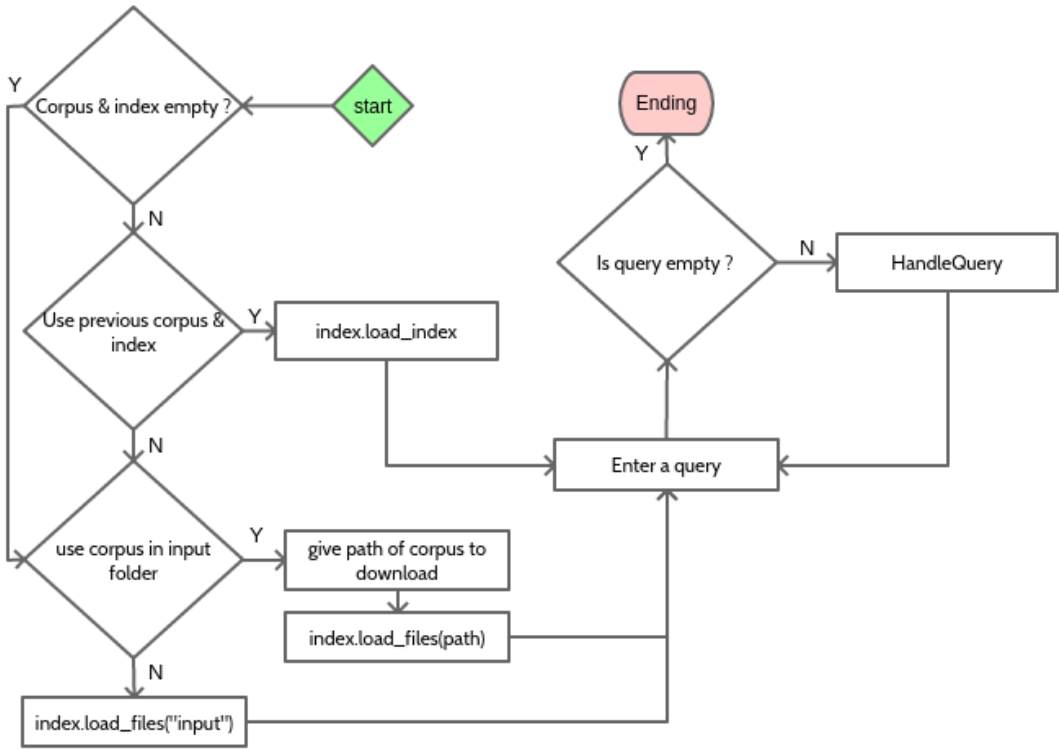 Y
Corpus & index empty ?
start
Ending
Y
N
Is query empty ?
N
HandleQuery
Use previous corpus &
index
Y
index.load_index
N
Enter a query
use corpus in input
folder
Y
give path of corpus to
download
index.load_files(path)
N
index.load_files("input")